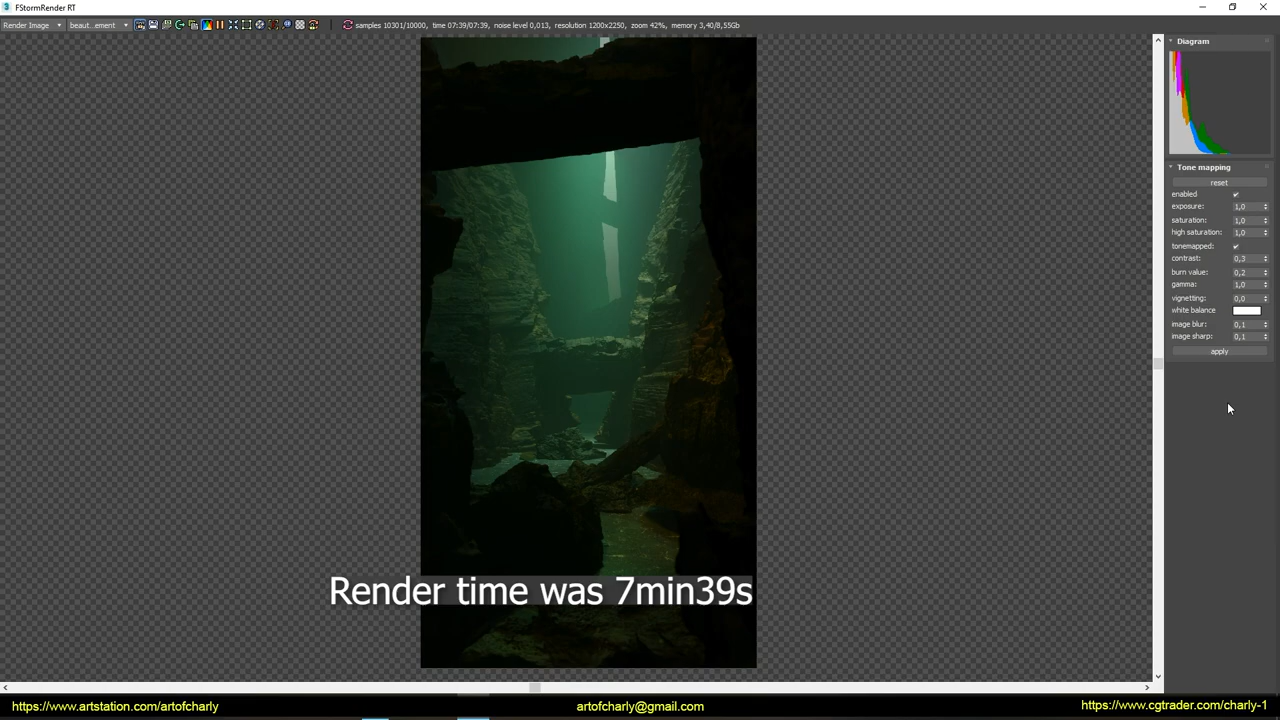 FStormRender RT
Render Image beaut...ement samples 10301/10000, time 07:39/07:39, noise level 0,013, resolution 1200x2250, zoom 42%, memory 3,40/8,55Gb
Diagram
Tone mapping
reset
enabled
exposure: 1,0
saturation: 1,0
high saturation: 1,0
tonemapped:
contrast: 0,3
burn value: 0,2
gamma: 1,0
vignetting: 0,0
white balance
image blur: 0,1
image sharp: 0,1
apply
Render time was 7min39s
https://www.artstation.com/artofcharly artofcharly@gmail.com https://www.cgtrader.com/charly-1